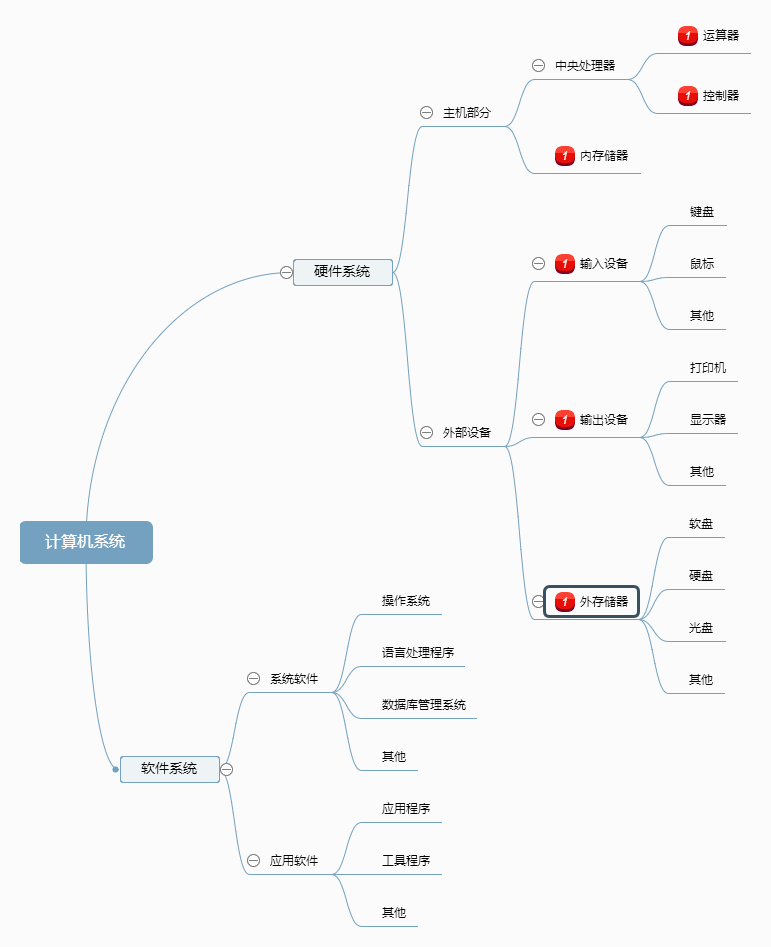 计算机系统
硬件系统
主机部分
中央处理器
1 运算器
1 控制器
1 内存储器
外部设备
1 输入设备
键盘
鼠标
其他
1 输出设备
打印机
显示器
其他
1 外存储器
软盘
硬盘
光盘
其他
软件系统
系统软件
操作系统
语言处理程序
数据库管理系统
其他
应用软件
应用程序
工具程序
其他